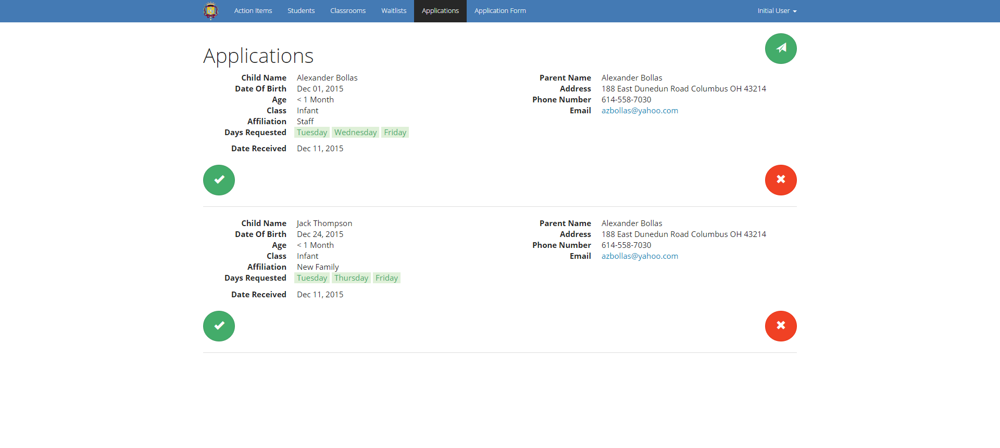 Action Items Students Classrooms Waitlists Applications Application Form Initial User
Applications
Child Name Alexander Bollas
Date Of Birth Dec 01, 2015
Age < 1 Month
Class Infant
Affiliation Staff
Days Requested Tuesday Wednesday Friday
Date Received Dec 11, 2015
Parent Name Alexander Bollas
Address 188 East Dunedun Road Columbus OH 43214
Phone Number 614-558-7030
Email azbollas@yahoo.com
Child Name Jack Thompson
Date Of Birth Dec 24, 2015
Age < 1 Month
Class Infant
Affiliation New Family
Days Requested Tuesday Thursday Friday
Date Received Dec 11, 2015
Parent Name Alexander Bollas
Address 188 East Dunedun Road Columbus OH 43214
Phone Number 614-558-7030
Email azbollas@yahoo.com